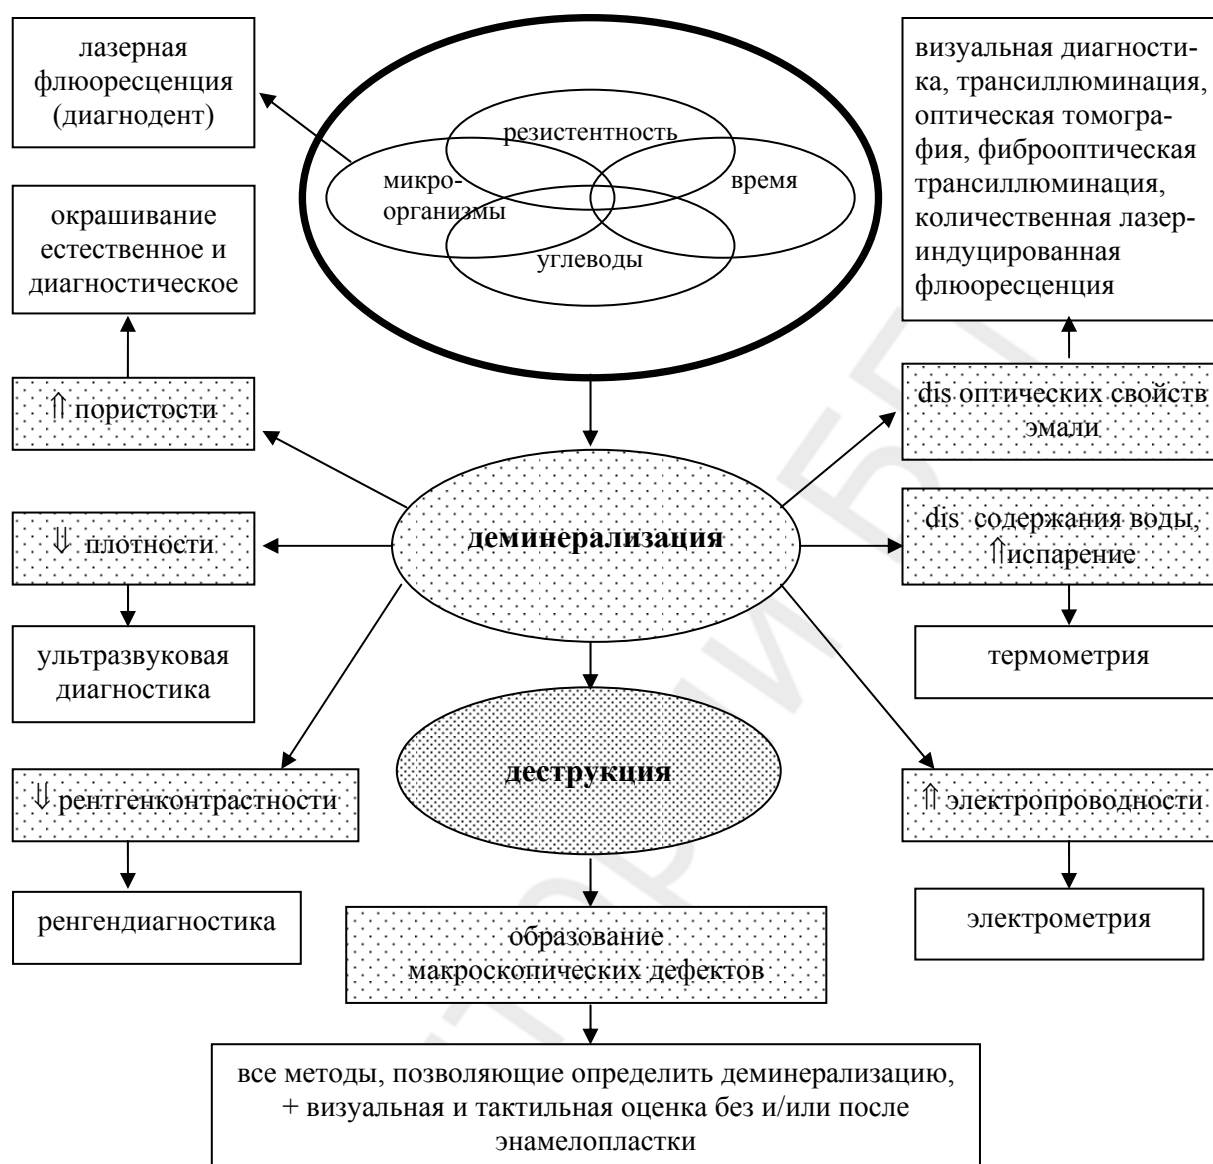 лазерная
флюоресценция
(диагнодент)
резистентность
микро-
организмы
время
углеводы
визуальная диагности-
ка, трансиллюминация,
оптическая томогра-
фия, фиброоптическая
трансиллюминация,
количественная лазер-
индуцированная
флюоресценция
окрашивание
естественное и
диагностическое
⇑ пористости
dis оптических свойств
эмали
⇓ плотности
деминерализация
dis содержания воды,
⇑испарение
ультразвуковая
диагностика
термометрия
деструкция
⇓ рентгенконтрастности
⇑ электропроводности
ренгендиагностика
электрометрия
образование
макроскопических дефектов
все методы, позволяющие определить деминерализацию,
+ визуальная и тактильная оценка без и/или после
энамелопластки